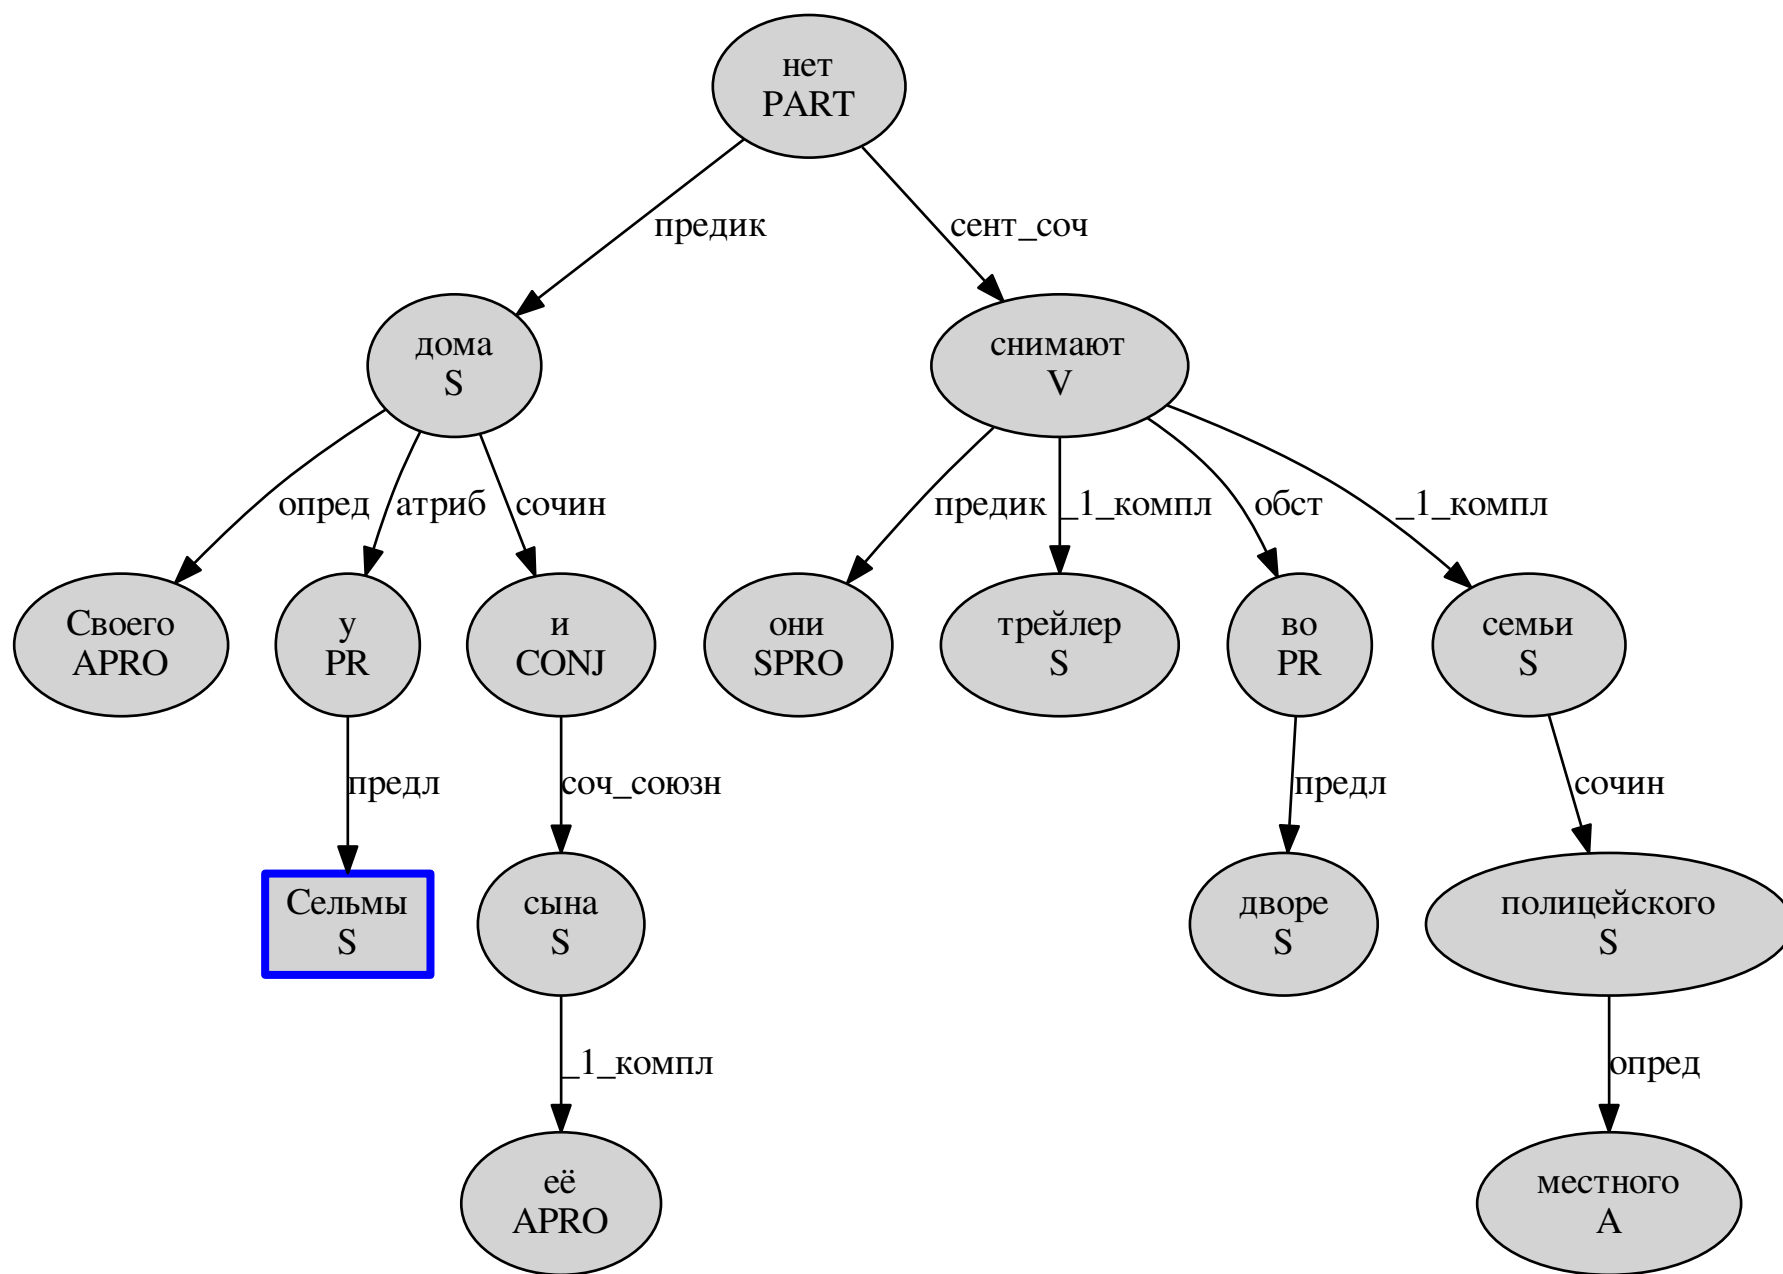 нет
PART
предик
сент_соч
дома
S
снимают
V
опред
атриб
сочин
предик
_1_компл
обст
_1_компл
Своего
APRO
у
PR
и
CONJ
они
SPRO
трейлер
S
во
PR
семьи
S
предл
соч_союзн
предл
сочин
Сельмы
S
сына
S
дворе
S
полицейского
S
_1_компл
опред
её
APRO
местного
A